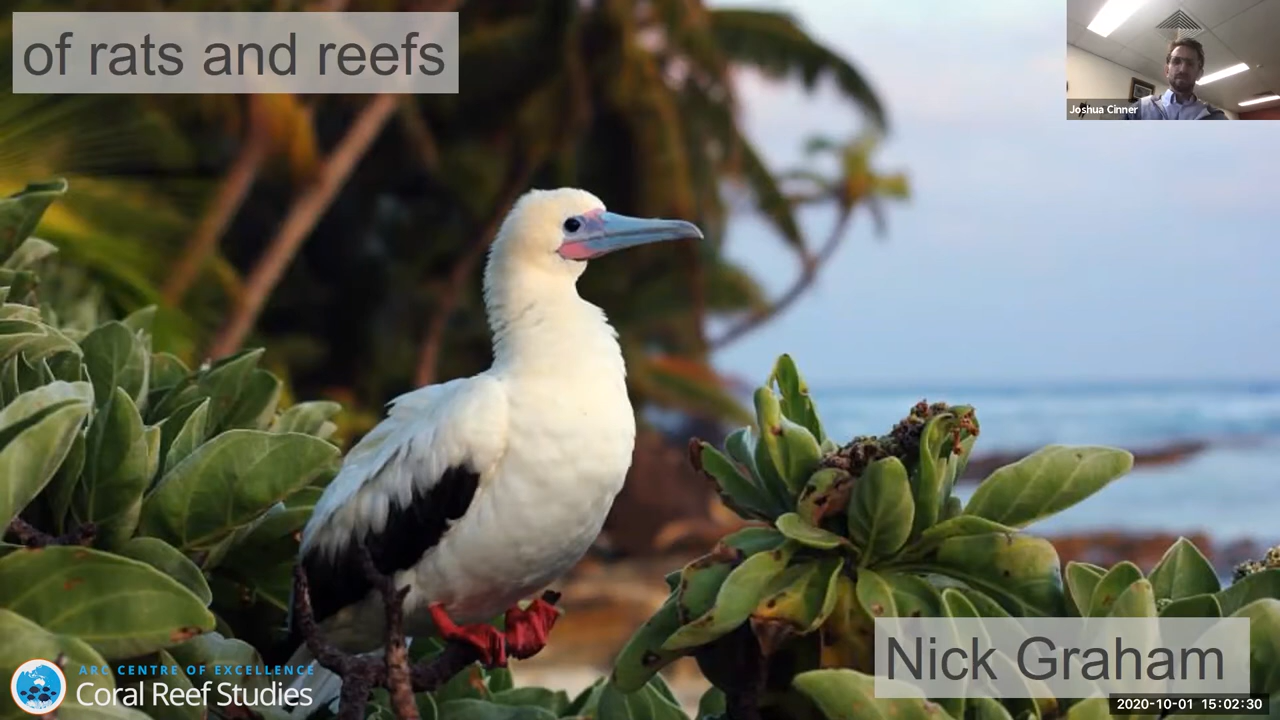 of rats and reefs
Joshua Cinner
Nick Graham
ARC CENTRE OF EXCELLENCE
Coral Reef Studies
2020-10-01 15:02:30